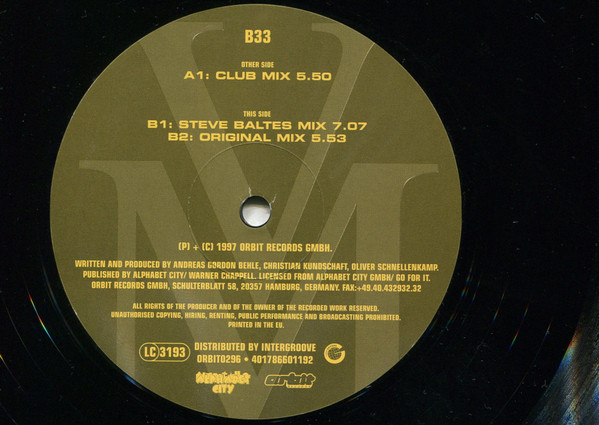 B33
OTHER SIDE
A1: CLUB MIX 5.50
THIS SIDE
B1: STEVE BALTES MIX 7.07
B2: ORIGINAL MIX 5.53
(P) + (C) 1997 ORBIT RECORDS GMBH.
WRITTEN AND PRODUCED BY ANDREAS GORDON BEHLE, CHRISTIAN KUNDSCHAFT, OLIVER SCHNELLENKAMP.
PUBLISHED BY ALPHABET CITY/ WARNER CHAPPELL. LICENSED FROM ALPHABET CITY GMBH/ GO FOR IT.
ORBIT RECORDS GMBH, SCHULTERBLATT 58, 20357 HAMBURG, GERMANY. FAX:+49.40.432932.32
ALL RIGHTS OF THE PRODUCER AND OF THE OWNER OF THE RECORDED WORK RESERVED.
UNAUTHORISED COPYING, HIRING, RENTING, PUBLIC PERFORMANCE AND BROADCASTING PROHIBITED.
PRINTED IN THE EU.
LC 3193 DISTRIBUTED BY INTERGROOVE
ORBIT0296 • 401786601192
ALPHABET CITY orbit RECORDS
VM